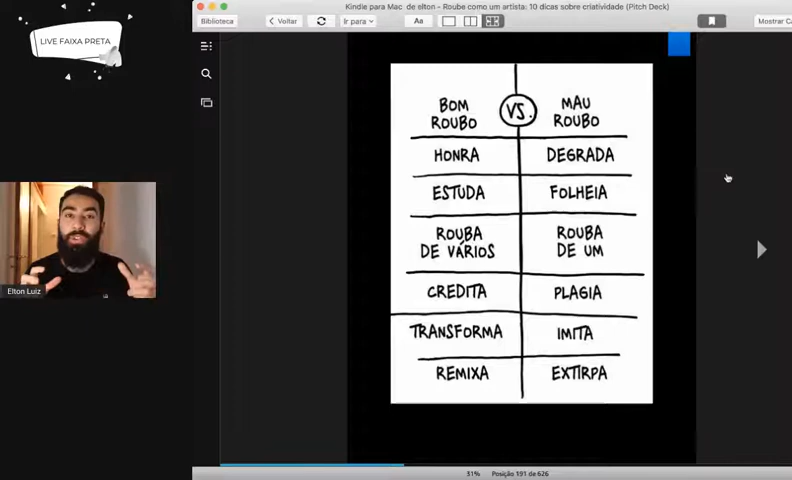 Kindle para Mac de elton - Roube como um artista: 10 dicas sobre criatividade (Pitch Deck)
Biblioteca
Voltar
Ir para
Aa
Mostrar Ca
LIVE FAIXA PRETA
BOM ROUBO
VS.
MAU ROUBO
HONRA
DEGRADA
ESTUDA
FOLHEIA
ROUBA DE VÁRIOS
ROUBA DE UM
CREDITA
PLAGIA
TRANSFORMA
IMITA
REMIXA
EXTIRPA
Elton Luiz
31%
Posição 191 de 626